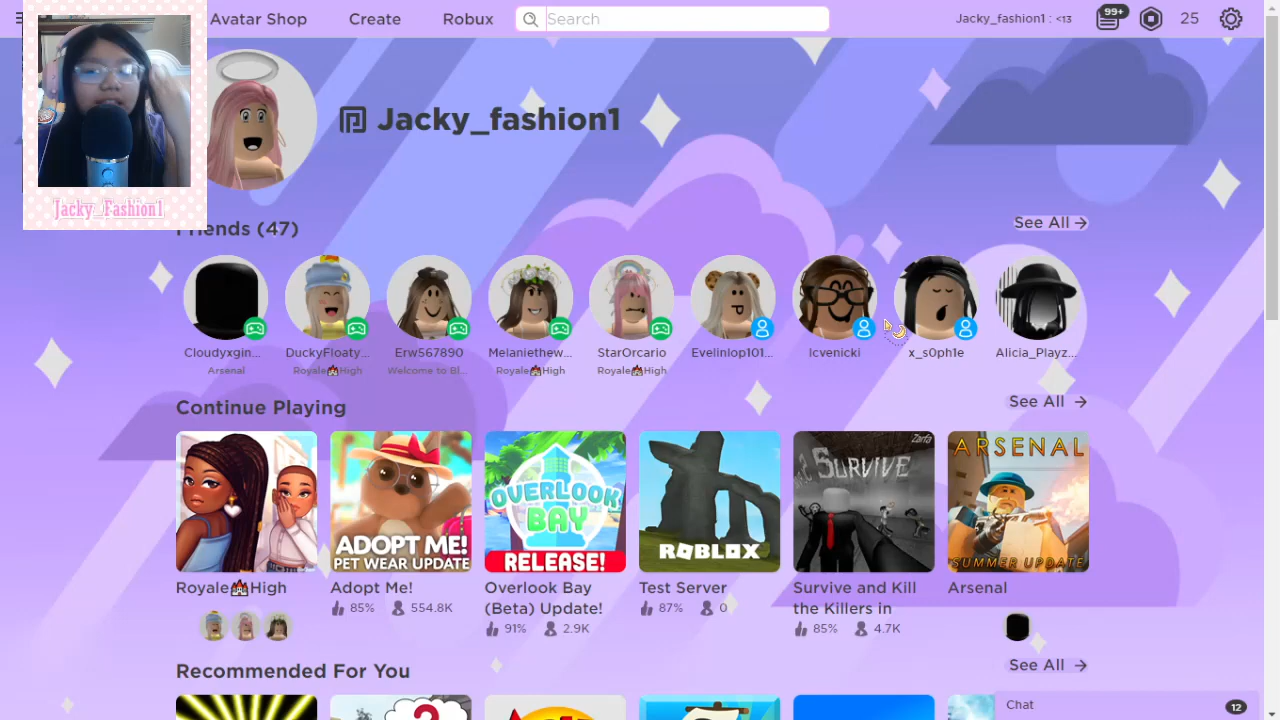 Avatar Shop Create Robux Search Jacky_fashion1 : <13 99+ 25
Jacky_fashion1
Jacky_Fashion1
Friends (47) See All →
Cloudyxgin... DuckyFloaty... Erw567890 Melaniethew... StarOrcario Evelinlop101... Icvenicki x_s0ph1e Alicia_Playz...
Arsenal Royale🏰High Welcome to Bl... Royale🏰High Royale🏰High
Continue Playing See All →
ADOPT ME!
PET WEAR UPDATE
OVERLOOK
BAY
RELEASE!
ROBLOX
Zarfa
SURVIVE
ARSENAL
SUMMER UPDATE
Royale🏰High Adopt Me! Overlook Bay Test Server Survive and Kill Arsenal
(Beta) Update! the Killers in
85% 554.8K 87% 0
91% 2.9K 85% 4.7K
Recommended For You See All →
?
Chat 12